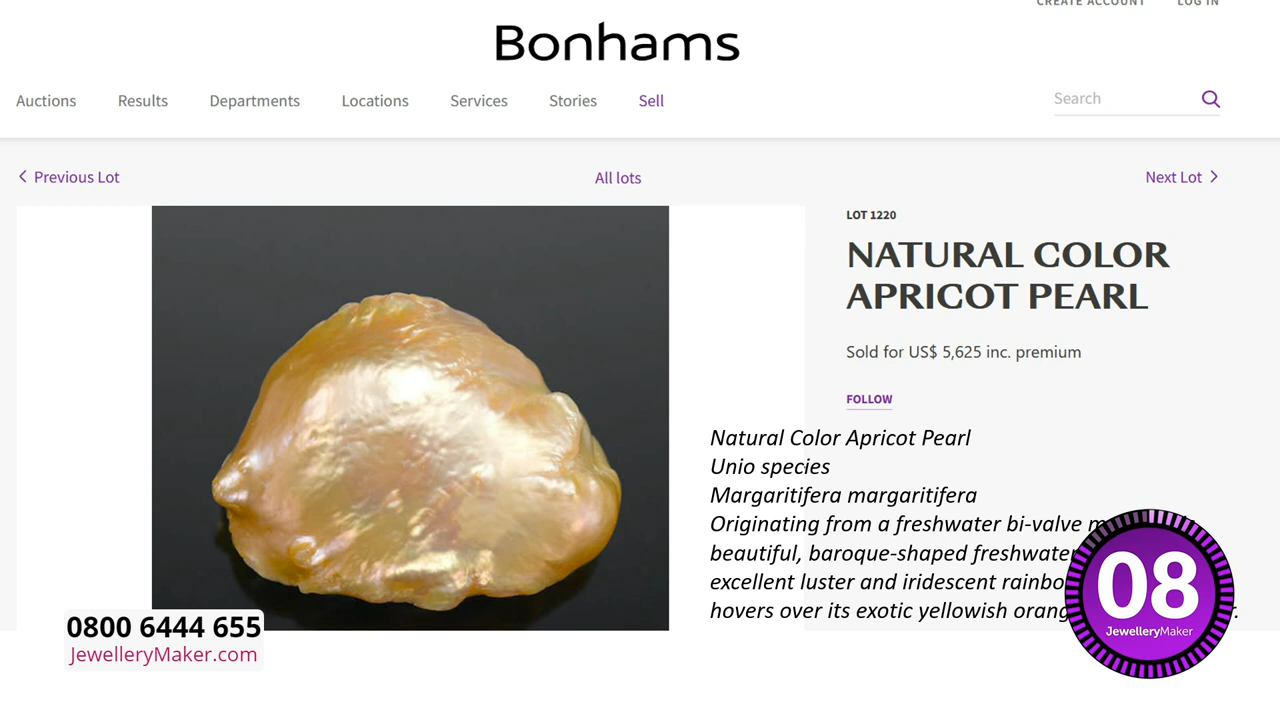 CREATE ACCOUNT LOG IN
Bonhams
Auctions Results Departments Locations Services Stories Sell
Search
Previous Lot All lots Next Lot
LOT 1220
NATURAL COLOR
APRICOT PEARL
Sold for US$ 5,625 inc. premium
FOLLOW
Natural Color Apricot Pearl
Unio species
Margaritifera margaritifera
Originating from a freshwater bi-valve
beautiful, baroque-shaped freshwater
excellent luster and iridescent
hovers over its exotic yellowish
08
JewelleryMaker
0800 6444 655
JewelleryMaker.com